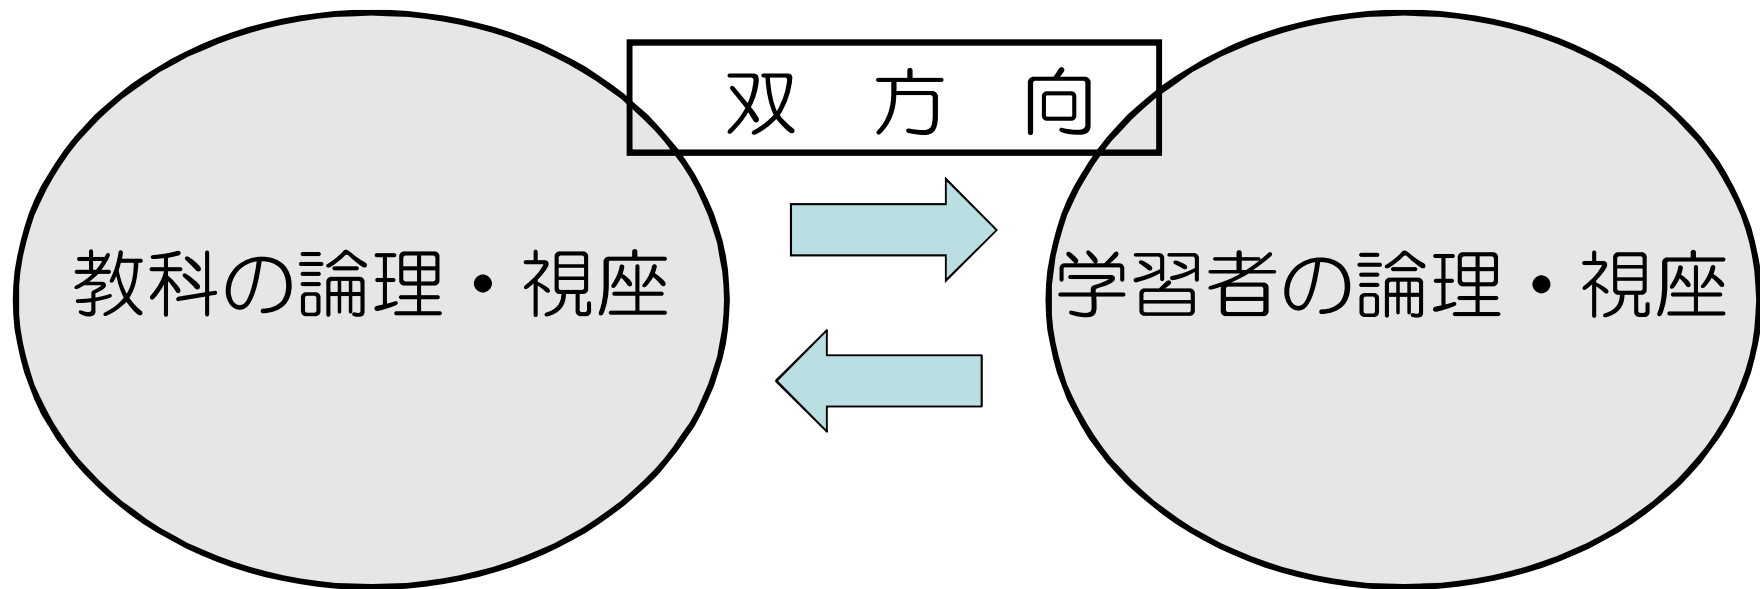 双　方　向
教科の論理・視座
学習者の論理・視座